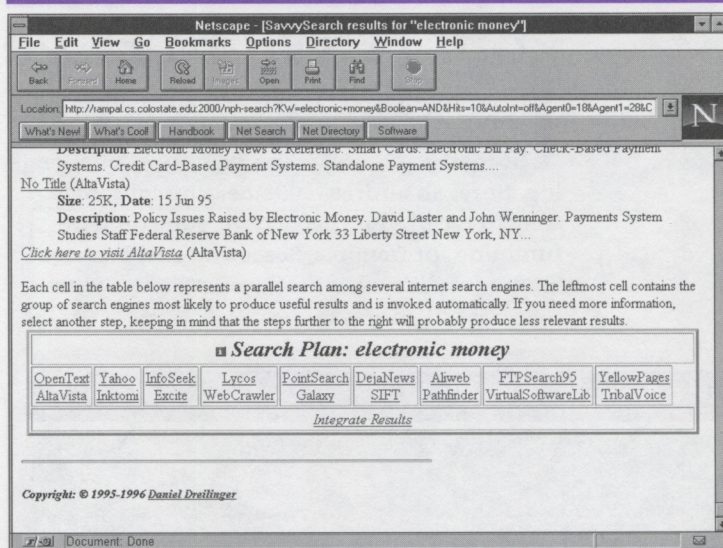 Netscape - [SavvySearch results for "electronic money"]
File Edit View Go Bookmarks Options Directory Window Help
Back Forward Home Reload Images Open Print Find Stop
Location: http://rampal.cs.colostate.edu:2000/nph-search?KW=electronic+money&Boolean=AND&Hits=10&AutoInt=off&Agent0=18&Agent1=28&C
N
What's New! What's Cool! Handbook Net Search Net Directory Software
Description: Electronic Money News & Reference. Smart Cards. Electronic Bill Pay. Check-Based Payment
Systems. Credit Card-Based Payment Systems. Standalone Payment Systems....
No Title (AltaVista)
Size: 25K, Date: 15 Jun 95
Description: Policy Issues Raised by Electronic Money. David Laster and John Wenninger. Payments System
Studies Staff Federal Reserve Bank of New York 33 Liberty Street New York, NY...
Click here to visit AltaVista (AltaVista)
Each cell in the table below represents a parallel search among several internet search engines. The leftmost cell contains the
group of search engines most likely to produce useful results and is invoked automatically. If you need more information,
select another step, keeping in mind that the steps further to the right will probably produce less relevant results.
Search Plan: electronic money
OpenText Yahoo InfoSeek Lycos PointSearch DejaNews Aliweb FTPSearch95 YellowPages
AltaVista Inktomi Excite WebCrawler Galaxy SIFT Pathfinder VirtualSoftwareLib TribalVoice
Integrate Results
Copyright: © 1995-1996 Daniel Dreilinger
Document: Done